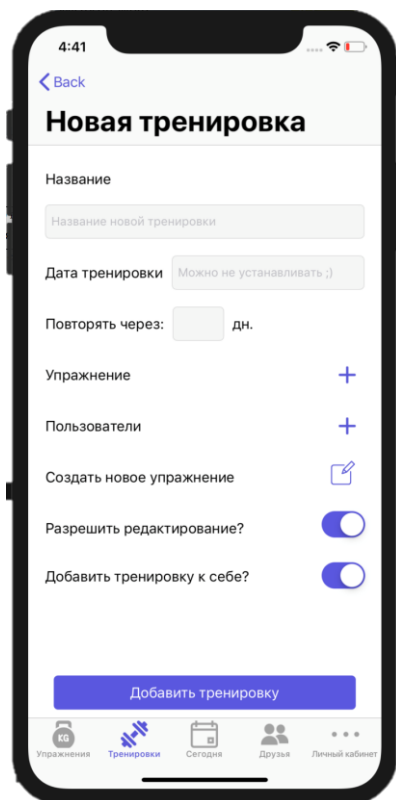 4:41
Back
Новая тренировка
Название
Название новой тренировки
Дата тренировки Можно не устанавливать ;)
Повторять через: дн.
Упражнение
Пользователи
Создать новое упражнение
Разрешить редактирование?
Добавить тренировку к себе?
Добавить тренировку
KG
Упражнения Тренировки Сегодня Друзья Личный кабинет